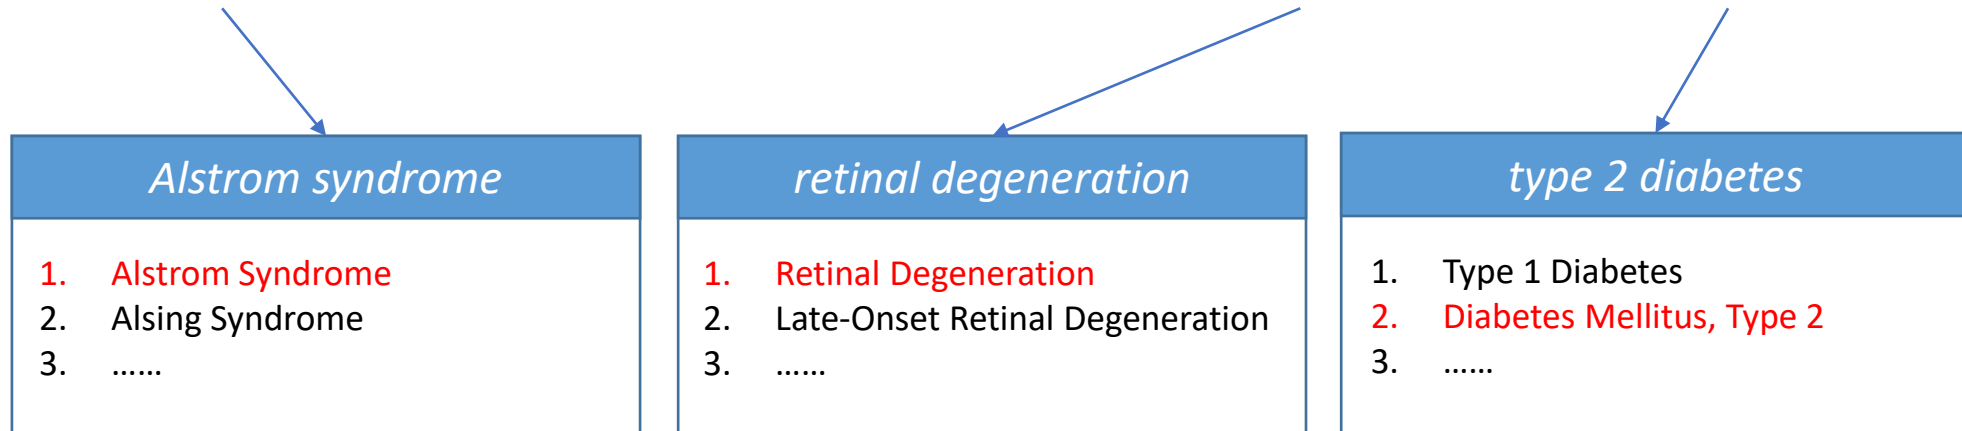 Alstrom syndrome
1. Alstrom Syndrome
2. Alsing Syndrome
3. ......
retinal degeneration
1. Retinal Degeneration
2. Late-Onset Retinal Degeneration
3. ......
type 2 diabetes
1. Type 1 Diabetes
2. Diabetes Mellitus, Type 2
3. ......